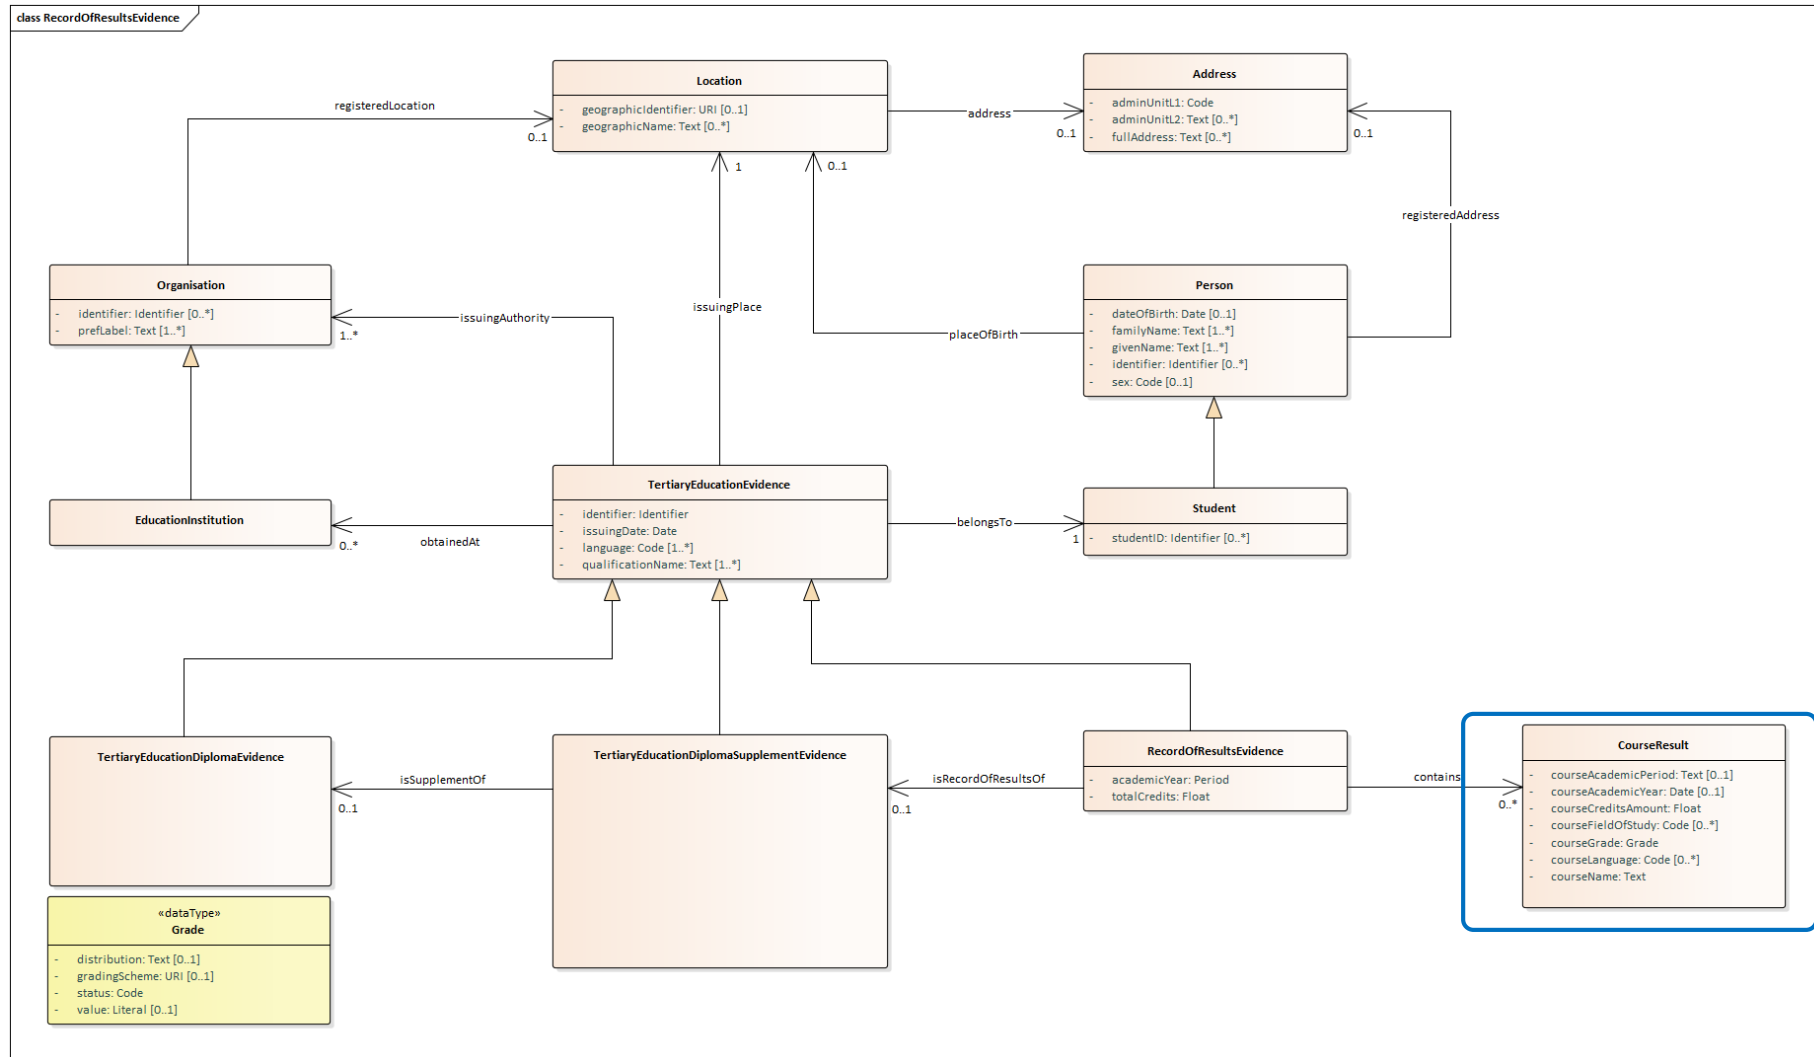 class RecordOfResultsEvidence
Location
- geographicIdentifier: URI [0..1]
- geographicName: Text [0..*]
Address
- adminUnitL1: Code
- adminUnitL2: Text [0..*]
- fullAddress: Text [0..*]
registeredLocation
0..1
address
0..1
0..1
1
0..1
registeredAddress
Organisation
- identifier: Identifier [0..*]
- prefLabel: Text [1..*]
issuingAuthority
1..*
issuingPlace
placeOfBirth
Person
- dateOfBirth: Date [0..1]
- familyName: Text [1..*]
- givenName: Text [1..*]
- identifier: Identifier [0..*]
- sex: Code [0..1]
EducationInstitution
obtainedAt
0..*
TertiaryEducationEvidence
- identifier: Identifier
- issuingDate: Date
- language: Code [1..*]
- qualificationName: Text [1..*]
belongsTo
1
Student
- studentID: Identifier [0..*]
TertiaryEducationDiplomaEvidence
isSupplementOf
0..1
TertiaryEducationDiplomaSupplementEvidence
isRecordOfResultsOf
0..1
RecordOfResultsEvidence
- academicYear: Period
- totalCredits: Float
contains
0..*
CourseResult
- courseAcademicPeriod: Text [0..1]
- courseAcademicYear: Date [0..1]
- courseCreditsAmount: Float
- courseFieldOfStudy: Code [0..*]
- courseGrade: Grade
- courseLanguage: Code [0..*]
- courseName: Text
«dataType»
Grade
- distribution: Text [0..1]
- gradingScheme: URI [0..1]
- status: Code
- value: Literal [0..1]